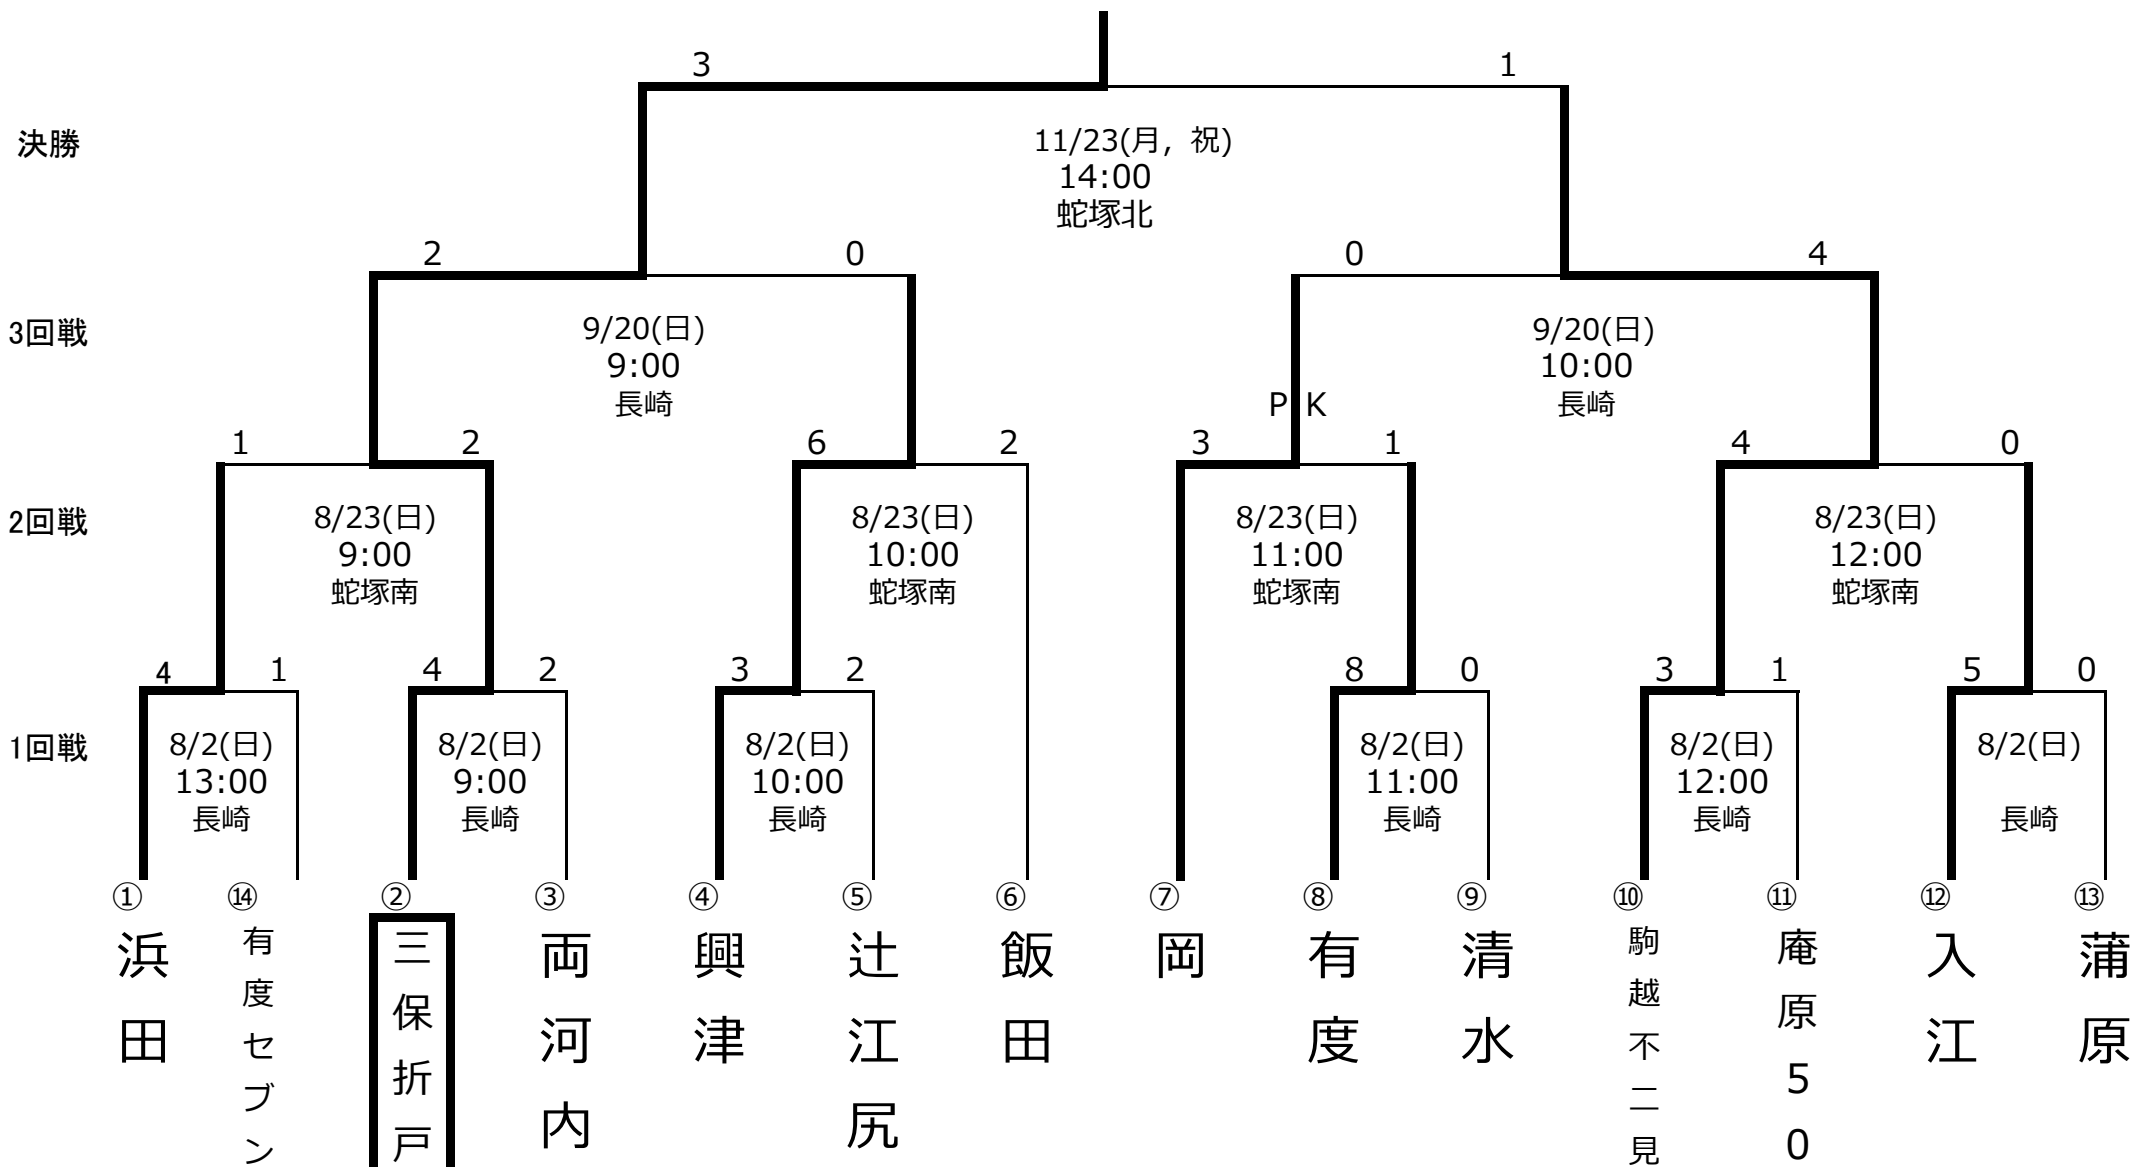 3 1
決勝
11/23(月, 祝)
14:00
蛇塚北
2 0 0 4
3回戦
9/20(日)
9:00
長崎
9/20(日)
10:00
長崎
P K
1 2 6 2 3 1 4 0
2回戦
8/23(日)
9:00
蛇塚南
8/23(日)
10:00
蛇塚南
8/23(日)
11:00
蛇塚南
8/23(日)
12:00
蛇塚南
4 1 4 2 3 2 8 0 3 1 5 0
1回戦
8/2(日)
13:00
長崎
8/2(日)
9:00
長崎
8/2(日)
10:00
長崎
8/2(日)
11:00
長崎
8/2(日)
12:00
長崎
8/2(日)
長崎
① ⑭ ② ③ ④ ⑤ ⑥ ⑦ ⑧ ⑨ ⑩ ⑪ ⑫ ⑬
浜田
有度セブン
三保折戸
両河内
興津
辻江尻
飯田
岡
有度
清水
駒越不二見
庵原50
入江
蒲原